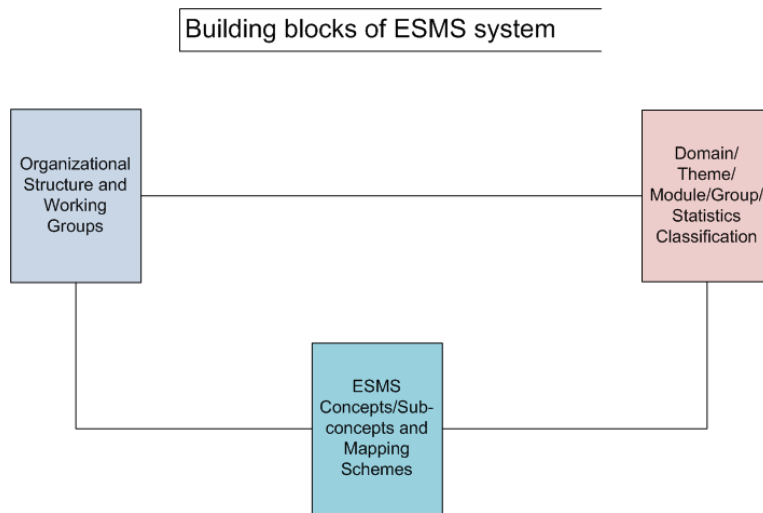 Building blocks of ESMS system
Organizational
Structure and
Working
Groups
Domain/
Theme/
Module/Group/
Statistics
Classification
ESMS
Concepts/Sub-
concepts and
Mapping
Schemes